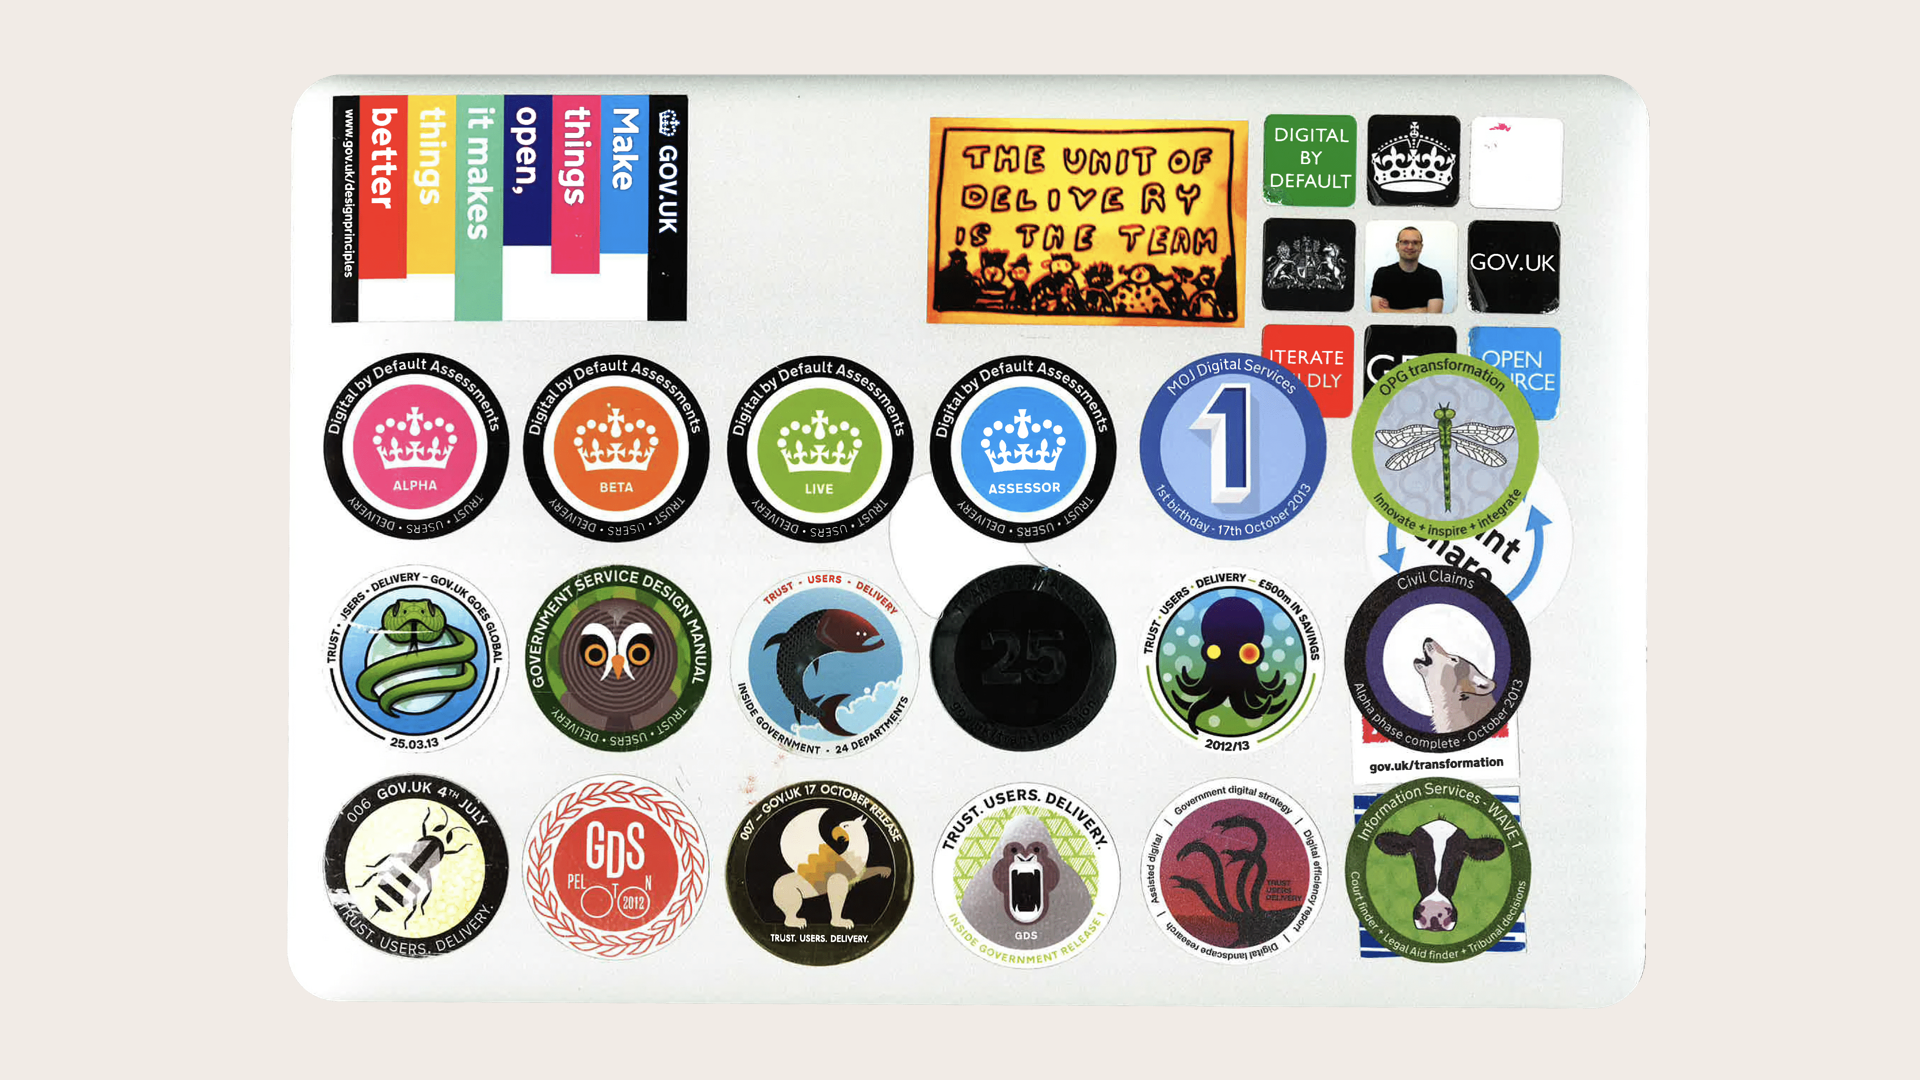 GOV.UK
Make
things
open,
it makes
things
better
www.gov.uk/designprinciples
THE UNIT OF
DELIVERY
IS THE TEAM
DIGITAL
BY
DEFAULT
GOV.UK
ITERATE
OPEN
Digital by Default Assessments
ALPHA
TRUST • USERS • DELIVERY
Digital by Default Assessments
BETA
TRUST • USERS • DELIVERY
Digital by Default Assessments
LIVE
TRUST • USERS • DELIVERY
Digital by Default Assessments
ASSESSOR
TRUST • USERS • DELIVERY
MOJ Digital Services
1
1st birthday - 17th October 2013
OPG transformation
Innovate + inspire + integrate
TRUST • USERS • DELIVERY – GOV.UK GOES GLOBAL
25.03.13
GOVERNMENT SERVICE DESIGN MANUAL
TRUST • USERS • DELIVERY
TRUST - USERS - DELIVERY
INSIDE GOVERNMENT - 24 DEPARTMENTS
25
TRUST · USERS · DELIVERY – £500m IN SAVINGS
2012/13
Civil Claims
Alpha phase complete - October 2013
gov.uk/transformation
006 GOV.UK 4TH JULY
TRUST. USERS. DELIVERY.
GDS
PELOTON
2012
007 – GOV.UK 17 OCTOBER RELEASE
TRUST. USERS. DELIVERY.
TRUST. USERS. DELIVERY.
GDS
INSIDE GOVERNMENT RELEASE 1
Government digital strategy | Digital efficiency report | Digital landscape research | Assisted digital |
TRUST
USERS
DELIVERY
Information Services - WAVE 1
Court finder + Legal Aid finder + Tribunal decisions